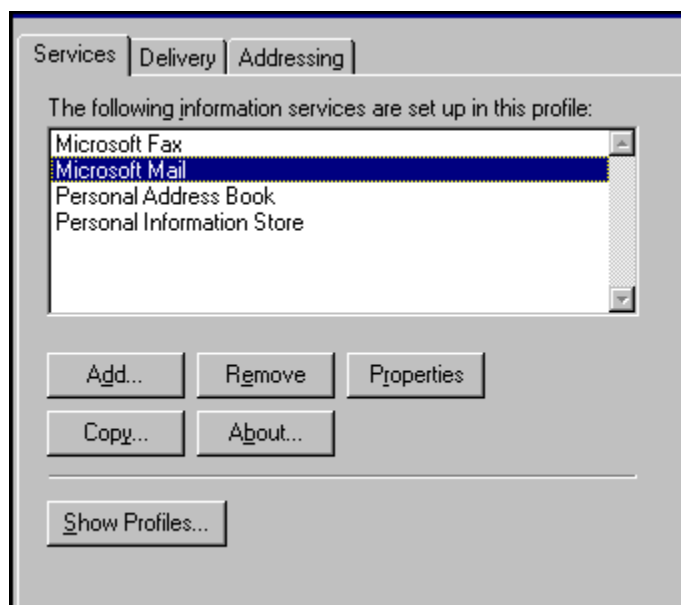 Services Delivery Addressing
The following information services are set up in this profile:
Microsoft Fax
Microsoft Mail
Personal Address Book
Personal Information Store
Add... Remove Properties
Copy... About...
Show Profiles...